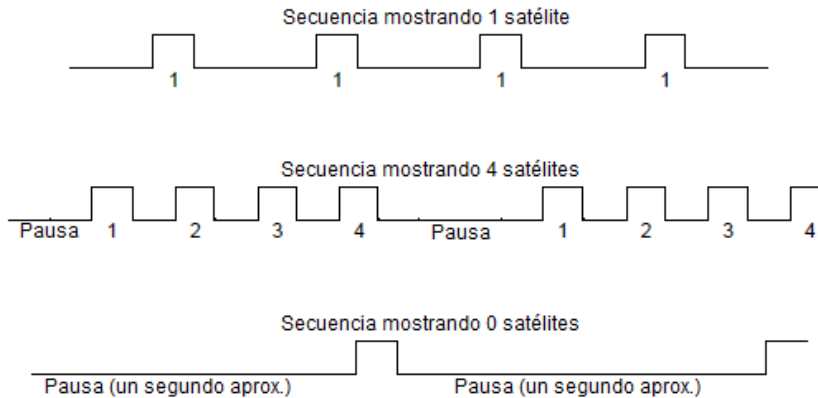 Secuencia mostrando 1 satélite
1 1 1 1
Secuencia mostrando 4 satélites
Pausa 1 2 3 4 Pausa 1 2 3 4
Secuencia mostrando 0 satélites
Pausa (un segundo aprox.) Pausa (un segundo aprox.)